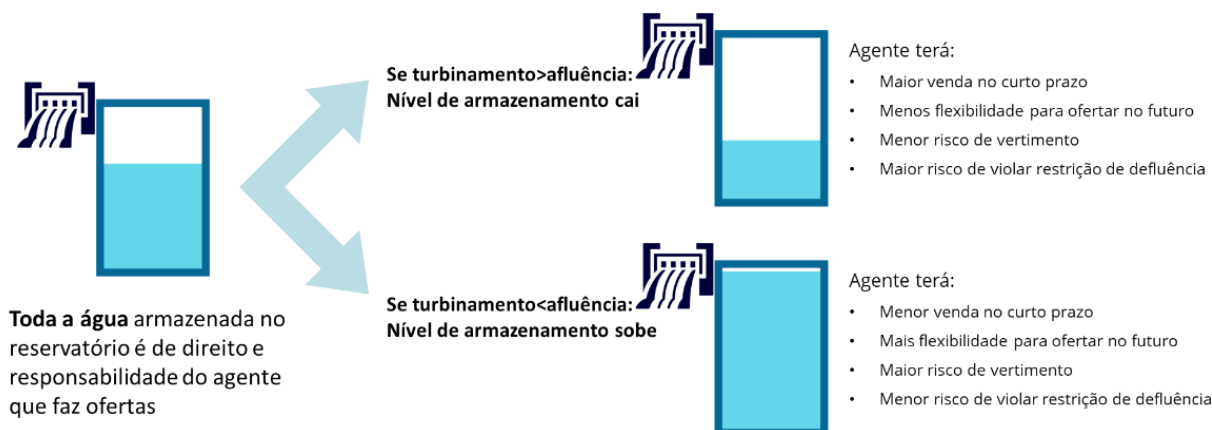 Toda a água armazenada no
reservatório é de direito e
responsabilidade do agente
que faz ofertas
Se turbinamento>afluência:
Nível de armazenamento cai
Agente terá:
• Maior venda no curto prazo
• Menos flexibilidade para ofertar no futuro
• Menor risco de vertimento
• Maior risco de violar restrição de defluência
Se turbinamento<afluência:
Nível de armazenamento sobe
Agente terá:
• Menor venda no curto prazo
• Mais flexibilidade para ofertar no futuro
• Maior risco de vertimento
• Menor risco de violar restrição de defluência